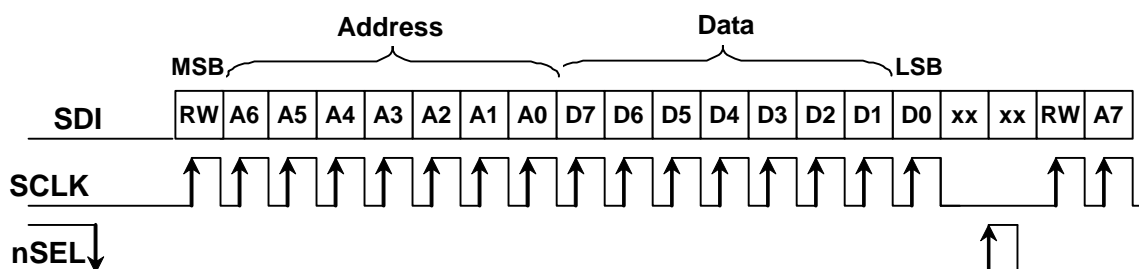 Address Data
MSB LSB
SDI RW A6 A5 A4 A3 A2 A1 A0 D7 D6 D5 D4 D3 D2 D1 D0 xx xx RW A7
SCLK
nSEL